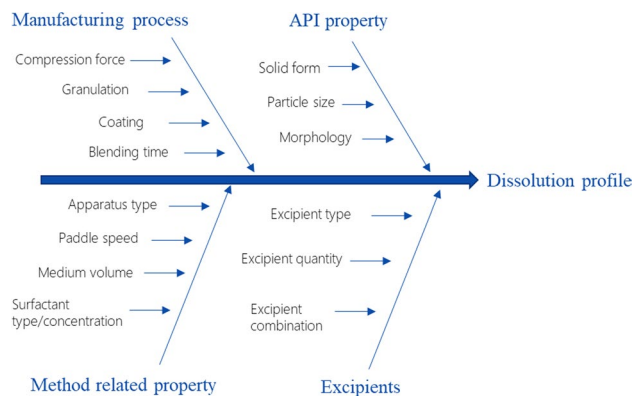 Manufacturing process
Compression force
Granulation
Coating
Blending time
API property
Solid form
Particle size
Morphology
Dissolution profile
Apparatus type
Paddle speed
Medium volume
Surfactant
type/concentration
Method related property
Excipient type
Excipient quantity
Excipient
combination
Excipients